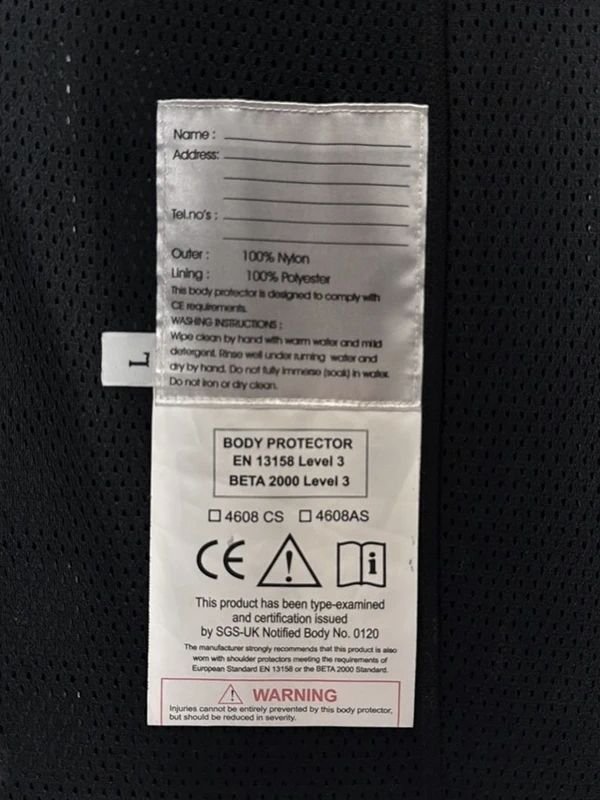 Name :
Address:
Tel.no's :
Outer : 100% Nylon
Lining : 100% Polyester
This body protector is designed to comply with
CE requirements.
WASHING INSTRUCTIONS :
Wipe clean by hand with warm water and mild
detergent. Rinse well under running water and
dry by hand. Do not fully immerse (soak) in water.
Do not iron or dry clean.
L
BODY PROTECTOR
EN 13158 Level 3
BETA 2000 Level 3
☐ 4608 CS ☐ 4608AS
CE ! i
This product has been type-examined
and certification issued
by SGS-UK Notified Body No. 0120
The manufacturer strongly recommends that this product is also
worn with shoulder protectors meeting the requirements of
European Standard EN 13158 or the BETA 2000 Standard.
! WARNING
Injuries cannot be entirely prevented by this body protector,
but should be reduced in severity.